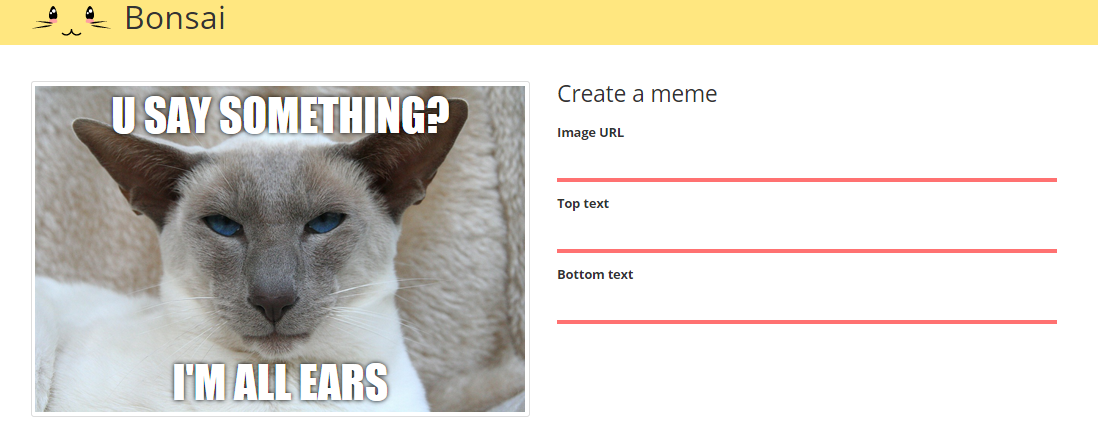 Bonsai
U SAY SOMETHING?
I'M ALL EARS
Create a meme
Image URL
Top text
Bottom text